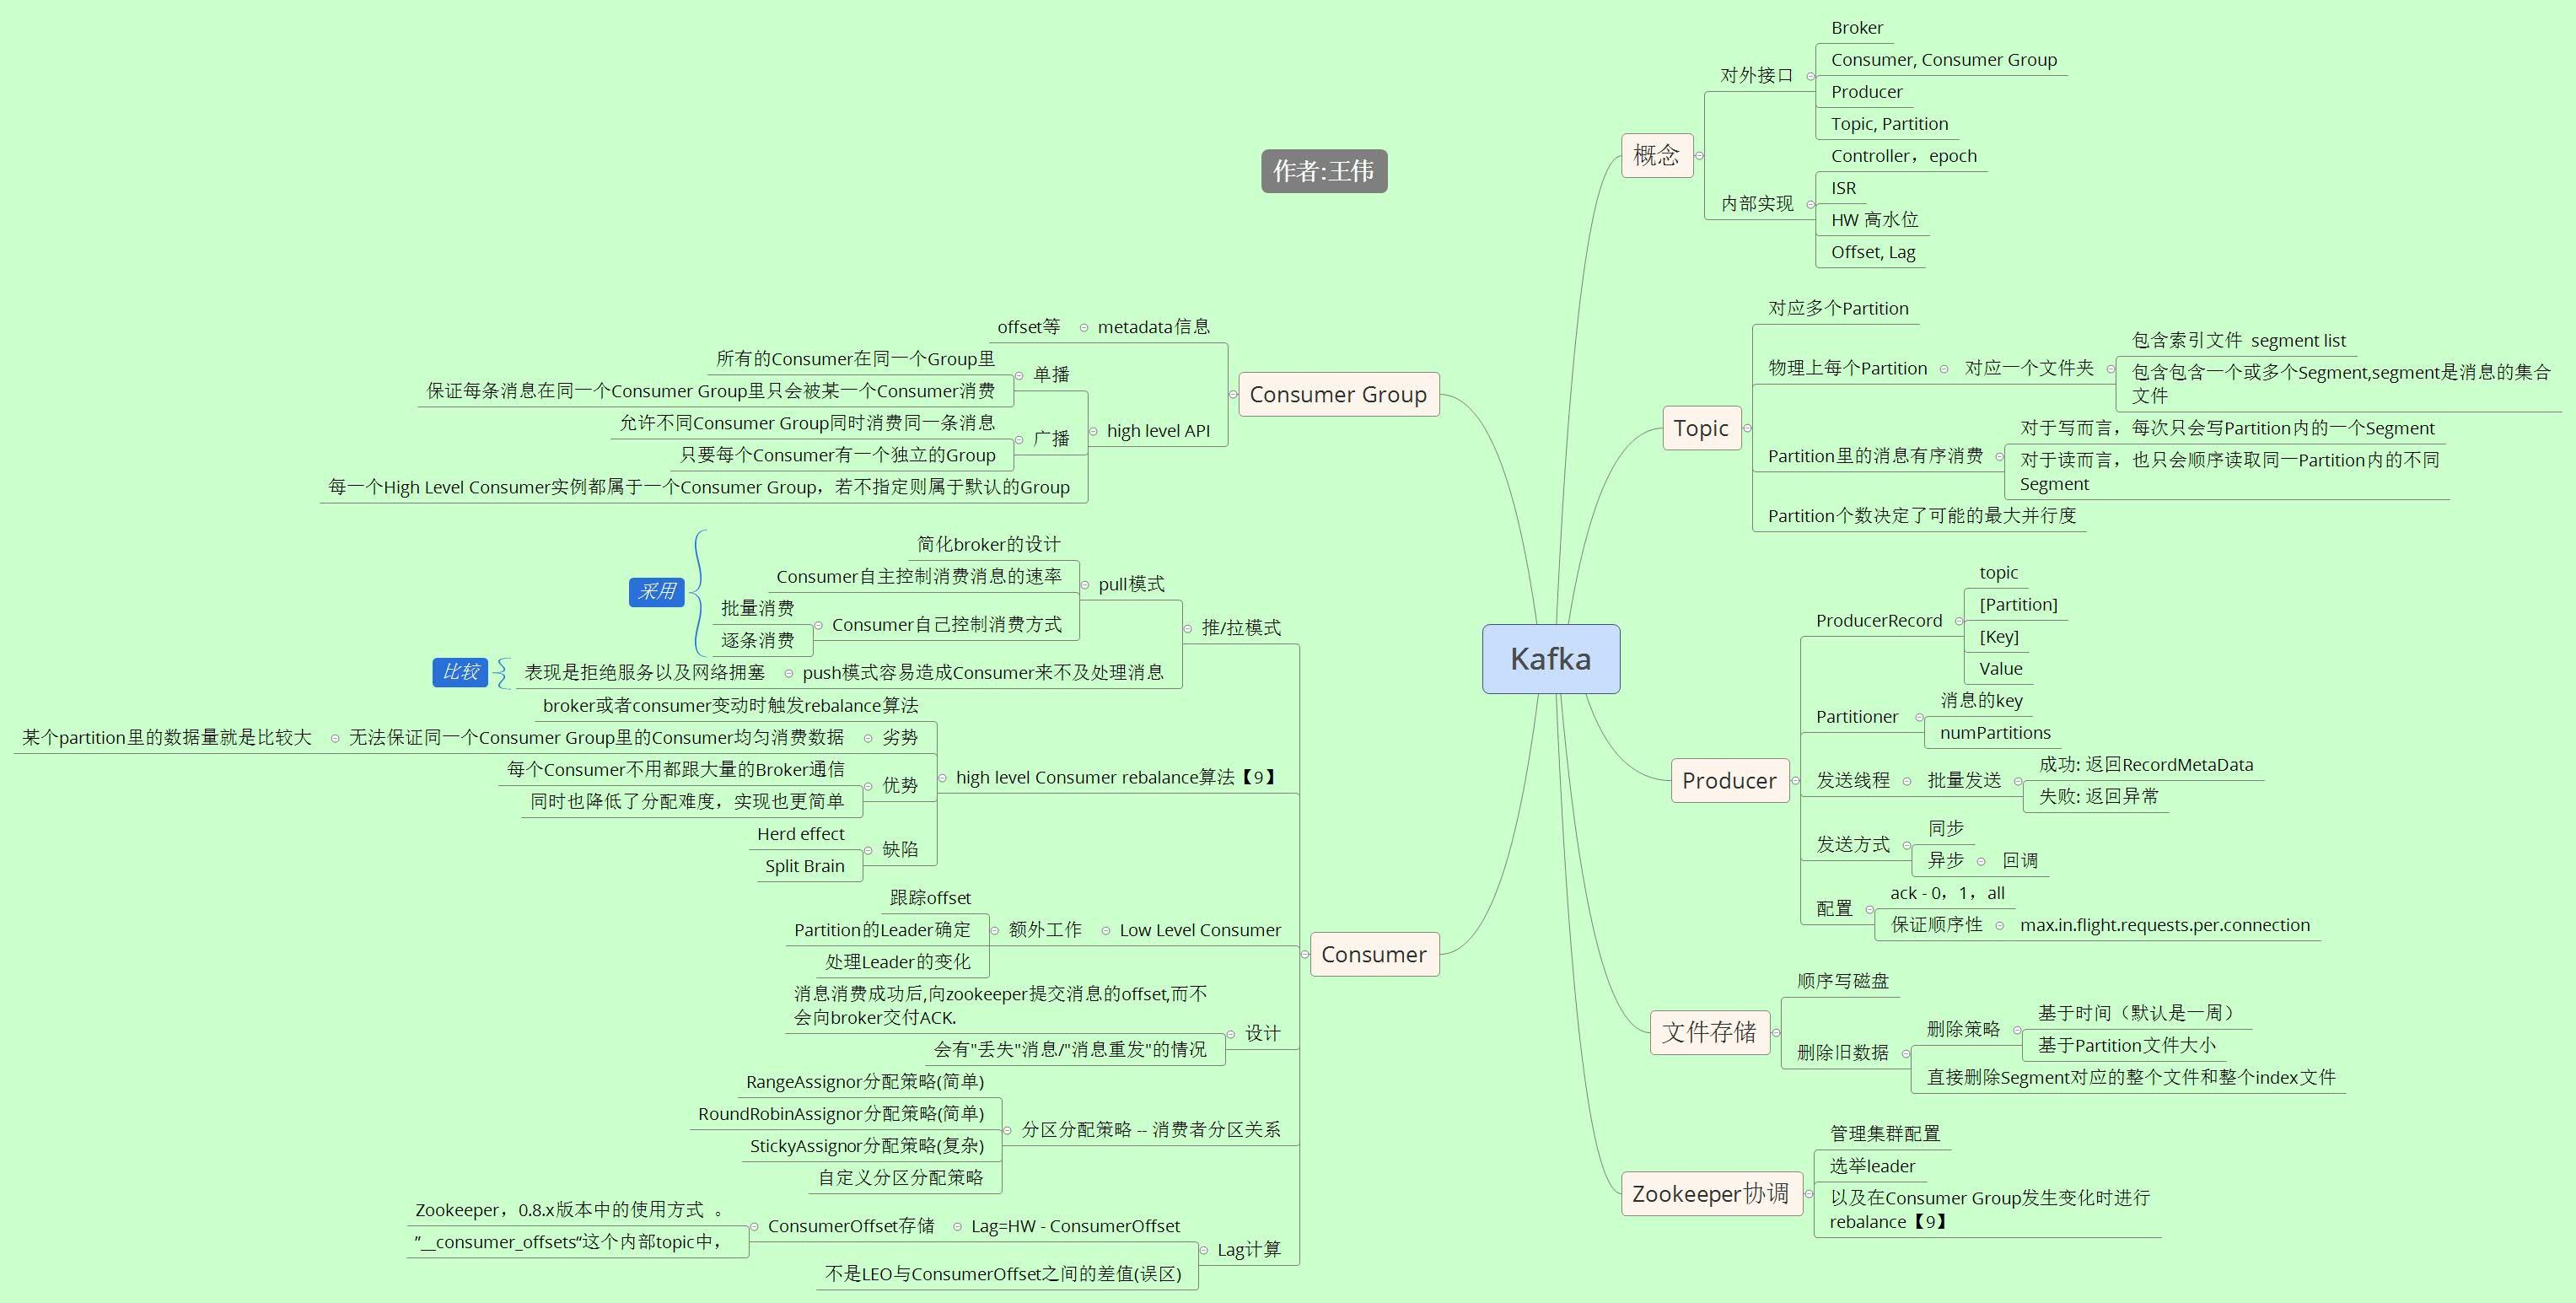 作者:王伟
Kafka
概念
对外接口
Broker
Consumer, Consumer Group
Producer
Topic, Partition
内部实现
Controller，epoch
ISR
HW 高水位
Offset, Lag
Topic
对应多个Partition
物理上每个Partition
对应一个文件夹
包含索引文件 segment list
包含包含一个或多个Segment,segment是消息的集合
文件
Partition里的消息有序消费
对于写而言，每次只会写Partition内的一个Segment
对于读而言，也只会顺序读取同一Partition内的不同
Segment
Partition个数决定了可能的最大并行度
Producer
ProducerRecord
topic
[Partition]
[Key]
Value
Partitioner
消息的key
numPartitions
发送线程
批量发送
成功: 返回RecordMetaData
失败: 返回异常
发送方式
同步
异步
回调
配置
ack - 0，1，all
保证顺序性
max.in.flight.requests.per.connection
文件存储
顺序写磁盘
删除旧数据
删除策略
基于时间（默认是一周）
基于Partition文件大小
直接删除Segment对应的整个文件和整个index文件
Zookeeper协调
管理集群配置
选举leader
以及在Consumer Group发生变化时进行
rebalance【9】
Consumer Group
metadata信息
offset等
high level API
单播
所有的Consumer在同一个Group里
保证每条消息在同一个Consumer Group里只会被某一个Consumer消费
广播
允许不同Consumer Group同时消费同一条消息
只要每个Consumer有一个独立的Group
每一个High Level Consumer实例都属于一个Consumer Group，若不指定则属于默认的Group
Consumer
推/拉模式
pull模式
简化broker的设计
Consumer自主控制消费消息的速率
Consumer自己控制消费方式
批量消费
逐条消费
采用
push模式容易造成Consumer来不及处理消息
表现是拒绝服务以及网络拥塞
比较
high level Consumer rebalance算法【9】
broker或者consumer变动时触发rebalance算法
劣势
无法保证同一个Consumer Group里的Consumer均匀消费数据
某个partition里的数据量就是比较大
优势
每个Consumer不用都跟大量的Broker通信
同时也降低了分配难度，实现也更简单
缺陷
Herd effect
Split Brain
Low Level Consumer
额外工作
跟踪offset
Partition的Leader确定
处理Leader的变化
设计
消息消费成功后,向zookeeper提交消息的offset,而不
会向broker交付ACK.
会有"丢失"消息/"消息重发"的情况
分区分配策略 -- 消费者分区关系
RangeAssignor分配策略(简单)
RoundRobinAssignor分配策略(简单)
StickyAssignor分配策略(复杂)
自定义分区分配策略
Lag计算
Lag=HW - ConsumerOffset
ConsumerOffset存储
Zookeeper，0.8.x版本中的使用方式 。
”__consumer_offsets“这个内部topic中，
不是LEO与ConsumerOffset之间的差值(误区)